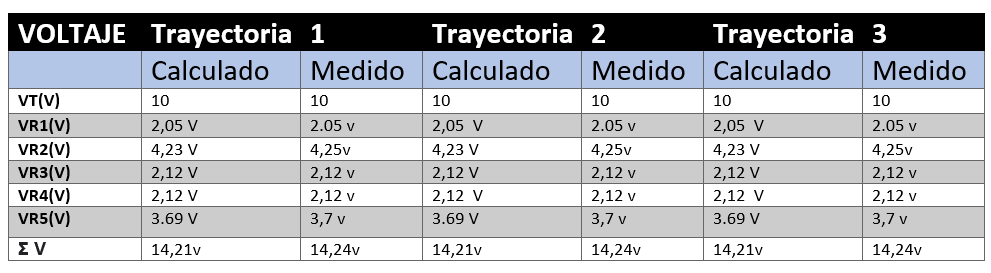 VOLTAJE Trayectoria 1 Trayectoria 2 Trayectoria 3
Calculado Medido Calculado Medido Calculado Medido
VT(V) 10 10 10 10 10 10
VR1(V) 2,05 V 2.05 v 2,05 V 2.05 v 2,05 V 2.05 v
VR2(V) 4,23 V 4,25v 4,23 V 4,25v 4,23 V 4,25v
VR3(V) 2,12 V 2,12 v 2,12 V 2,12 v 2,12 V 2,12 v
VR4(V) 2,12 V 2,12 v 2,12 V 2,12 v 2,12 V 2,12 v
VR5(V) 3.69 V 3,7 v 3.69 V 3,7 v 3.69 V 3,7 v
Σ V 14,21v 14,24v 14,21v 14,24v 14,21v 14,24v